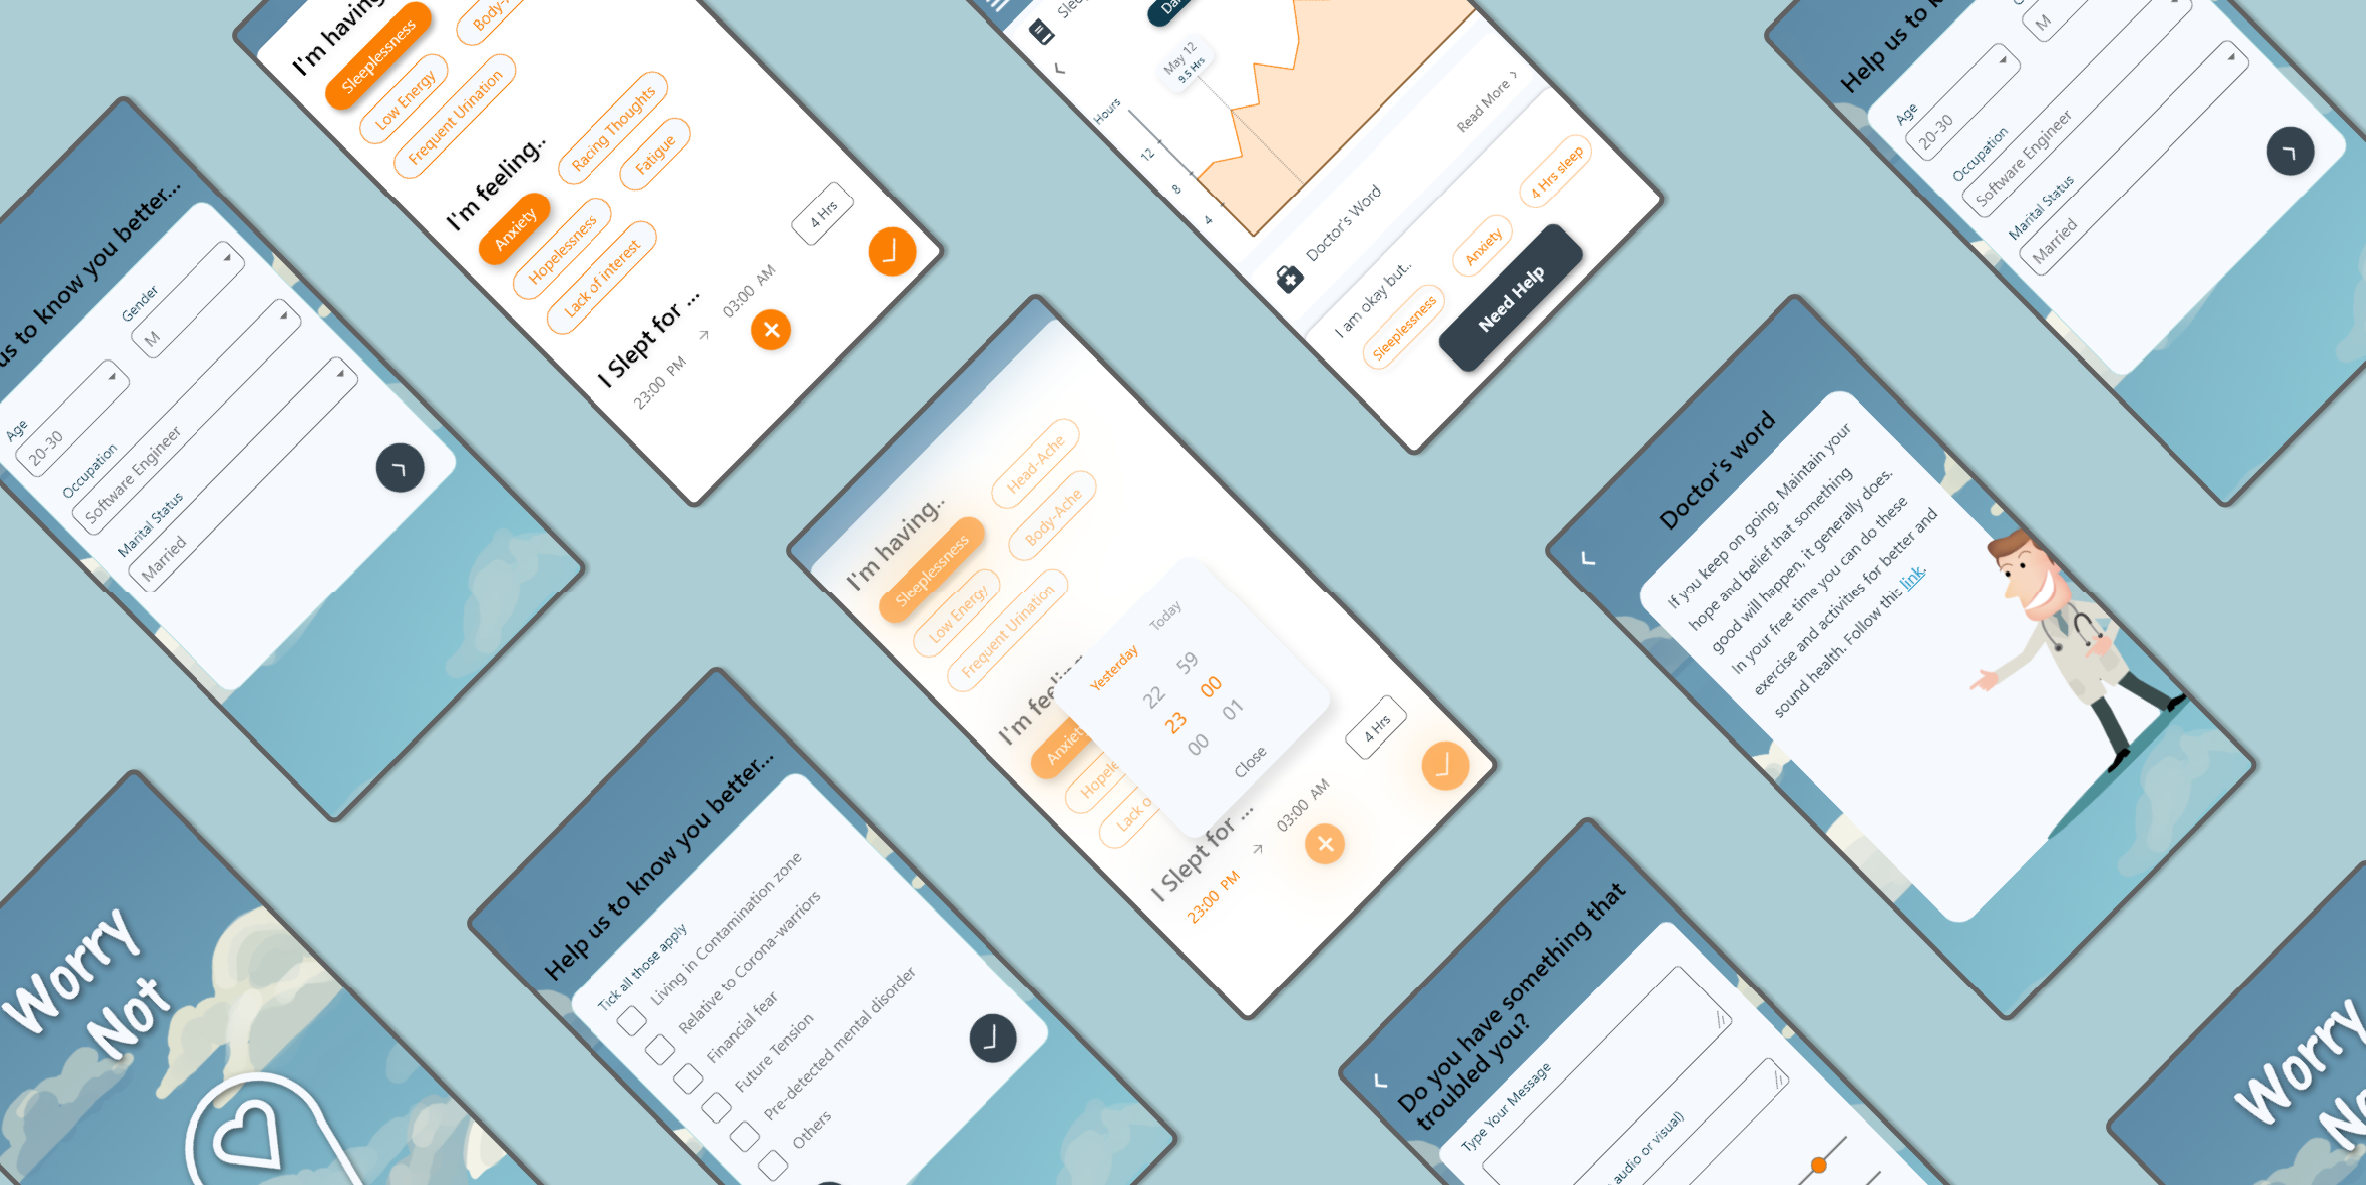 us to know you better...
Gender
M
Age
20-30
Occupation
Software Engineer
Marital Status
Married
I'm having
Sleeplessness
Body-
Low Energy
Frequent Urination
I'm feeling..
Racing Thoughts
Anxiety
Fatigue
Hopelessness
Lack of interest
I Slept for ...
4 Hrs
23:00 PM
03:00 AM
May 12
9.5 Hrs
Hours
12
8
4
Read More
Doctor's Word
I am okay but..
4 Hrs sleep
Anxiety
Sleeplessness
Need Help
Help us to
M
Age
20-30
Occupation
Software Engineer
Marital Status
Married
I'm having..
Head-Ache
Sleeplessness
Body-Ache
Low Energy
Frequent Urination
Yesterday
Today
22
59
23
00
00
01
Close
4 Hrs
I Slept for ...
23:00 PM
03:00 AM
Doctor's word
If you keep on going. Maintain your
hope and belief that something
good will happen, it generally does.
In your free time you can do these
exercise and activities for better and
sound health. Follow this link.
Worry
Not
Help us to know you better...
Tick all those apply
Living in Contamination zone
Relative to Corona-warriors
Financial fear
Future Tension
Pre-detected mental disorder
Others
Do you have something that
troubled you?
Type Your Message
audio or visual)
Worry